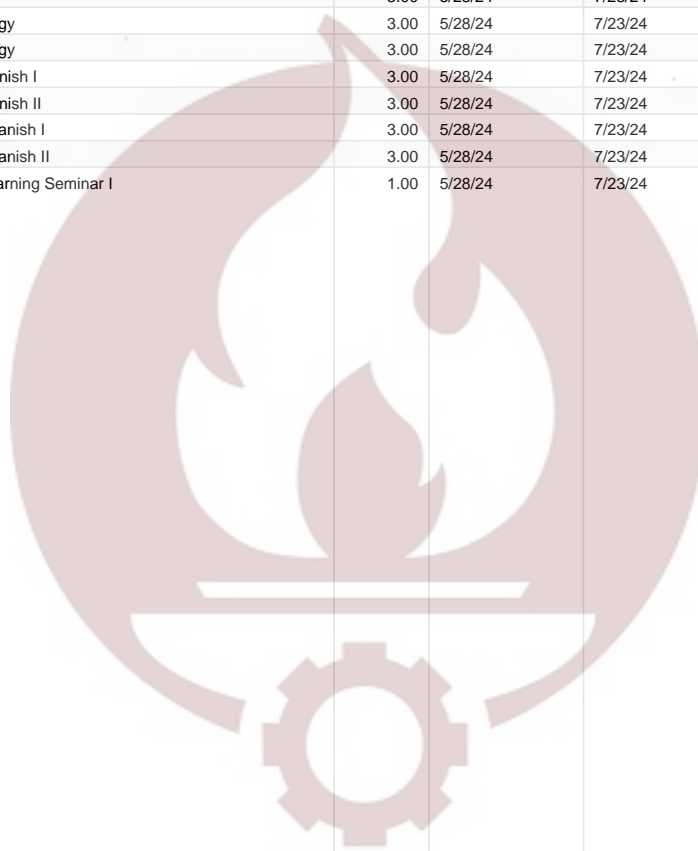 gy 3.00 5/28/24 7/23/24
gy 3.00 5/28/24 7/23/24
nish I 3.00 5/28/24 7/23/24
nish II 3.00 5/28/24 7/23/24
anish I 3.00 5/28/24 7/23/24
anish II 3.00 5/28/24 7/23/24
arning Seminar I 1.00 5/28/24 7/23/24